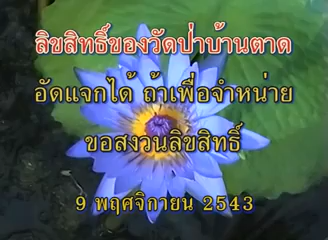 ลิขสิทธิ์ของวัดป่าบ้านตาด
อัดแจกได้ ถ้าเพื่อจำหน่าย
ขอสงวนลิขสิทธิ์
9 พฤศจิกายน 2543